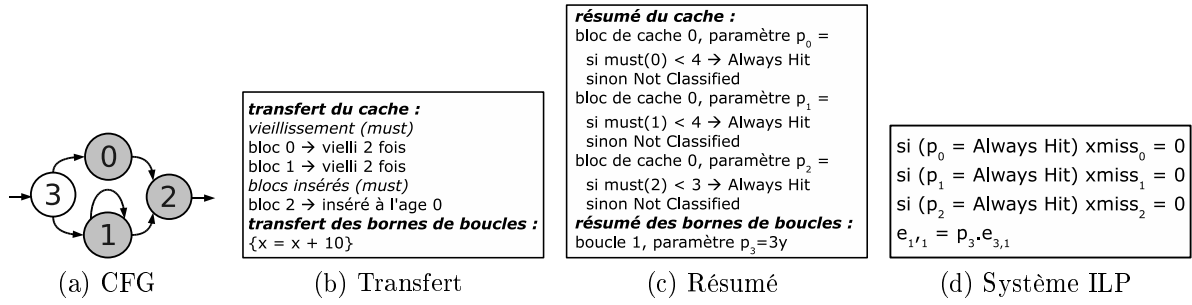 0
3
2
1
(a) CFG
transfert du cache :
vieillissement (must)
bloc 0 → vielli 2 fois
bloc 1 → vielli 2 fois
blocs insérés (must)
bloc 2 → inséré à l'age 0
transfert des bornes de boucles :
{x = x + 10}
(b) Transfert
résumé du cache :
bloc de cache 0, paramètre p₀ =
si must(0) < 4 → Always Hit
sinon Not Classified
bloc de cache 0, paramètre p₁ =
si must(1) < 4 → Always Hit
sinon Not Classified
bloc de cache 0, paramètre p₂ =
si must(2) < 3 → Always Hit
sinon Not Classified
résumé des bornes de boucles :
boucle 1, paramètre p₃=3y
(c) Résumé
si (p₀ = Always Hit) xmiss₀ = 0
si (p₁ = Always Hit) xmiss₁ = 0
si (p₂ = Always Hit) xmiss₂ = 0
e₁,₁ = p₃.e₃,₁
(d) Système ILP